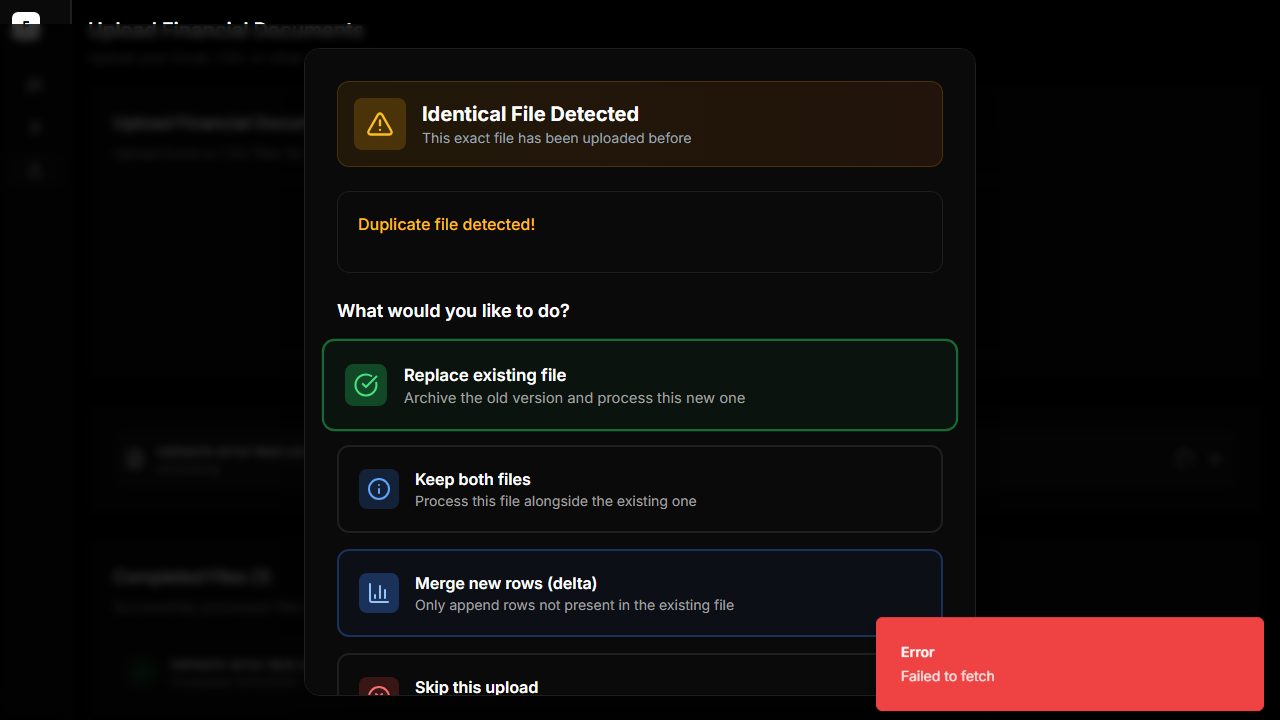 Upload Financial Documents
Identical File Detected
This exact file has been uploaded before
Duplicate file detected!
What would you like to do?
Replace existing file
Archive the old version and process this new one
Keep both files
Process this file alongside the existing one
Merge new rows (delta)
Only append rows not present in the existing file
Skip this upload
Error
Failed to fetch